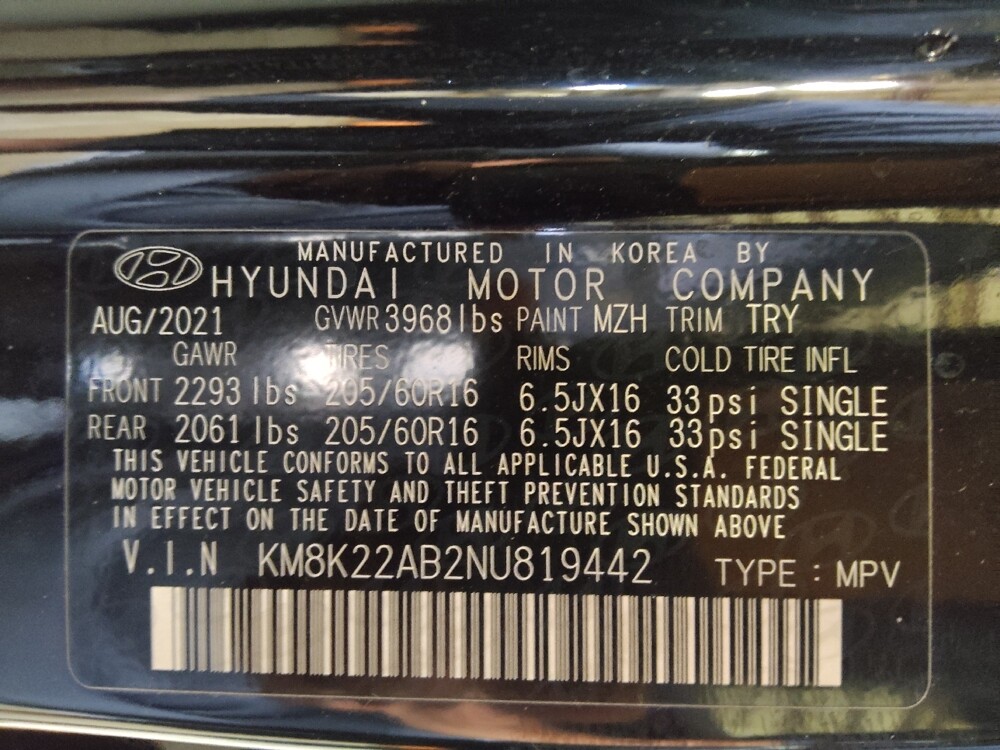 MANUFACTURED IN KOREA BY
HYUNDAI MOTOR COMPANY
AUG/2021 GVWR 3968 lbs PAINT MZH TRIM TRY
GAWR TIRES RIMS COLD TIRE INFL
FRONT 2293 lbs 205/60R16 6.5JX16 33 psi SINGLE
REAR 2061 lbs 205/60R16 6.5JX16 33 psi SINGLE
THIS VEHICLE CONFORMS TO ALL APPLICABLE U.S.A. FEDERAL
MOTOR VEHICLE SAFETY AND THEFT PREVENTION STANDARDS
IN EFFECT ON THE DATE OF MANUFACTURE SHOWN ABOVE
V.I.N KM8K22AB2NU819442 TYPE : MPV